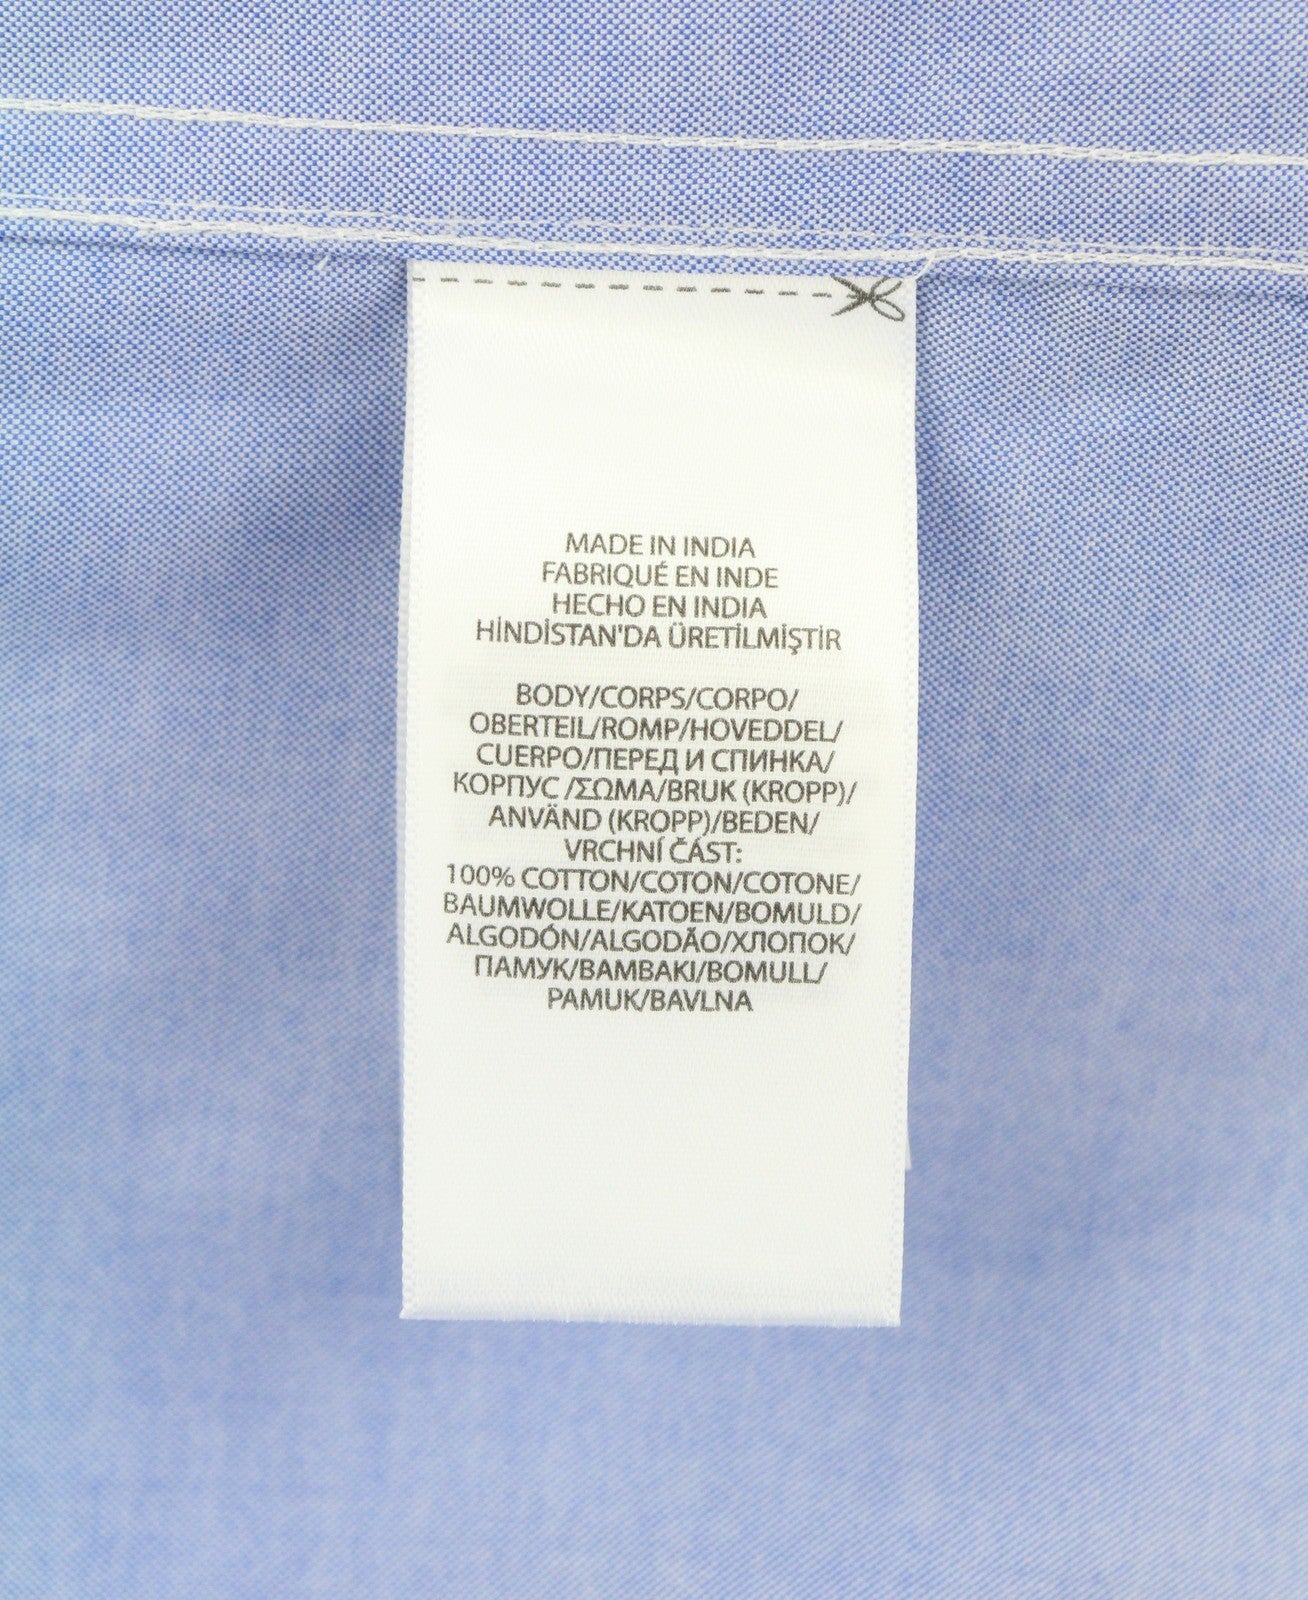 MADE IN INDIA
FABRIQUÉ EN INDE
HECHO EN INDIA
HİNDİSTAN'DA ÜRETİLMİŞTİR
BODY/CORPS/CORPO/
OBERTEIL/ROMP/HOVEDDEL/
CUERPO/ПЕРЕД И СПИНКА/
КОРПУС /ΣΩΜΑ/BRUK (KROPP)/
ANVÄND (KROPP)/BEDEN/
VRCHNÍ ČÁST:
100% COTTON/COTON/COTONE/
BAUMWOLLE/KATOEN/BOMULD/
ALGODÓN/ALGODÃO/ХЛОПОК/
ПАМУК/ΒΑΜΒΑΚΙ/BOMULL/
PAMUK/BAVLNA